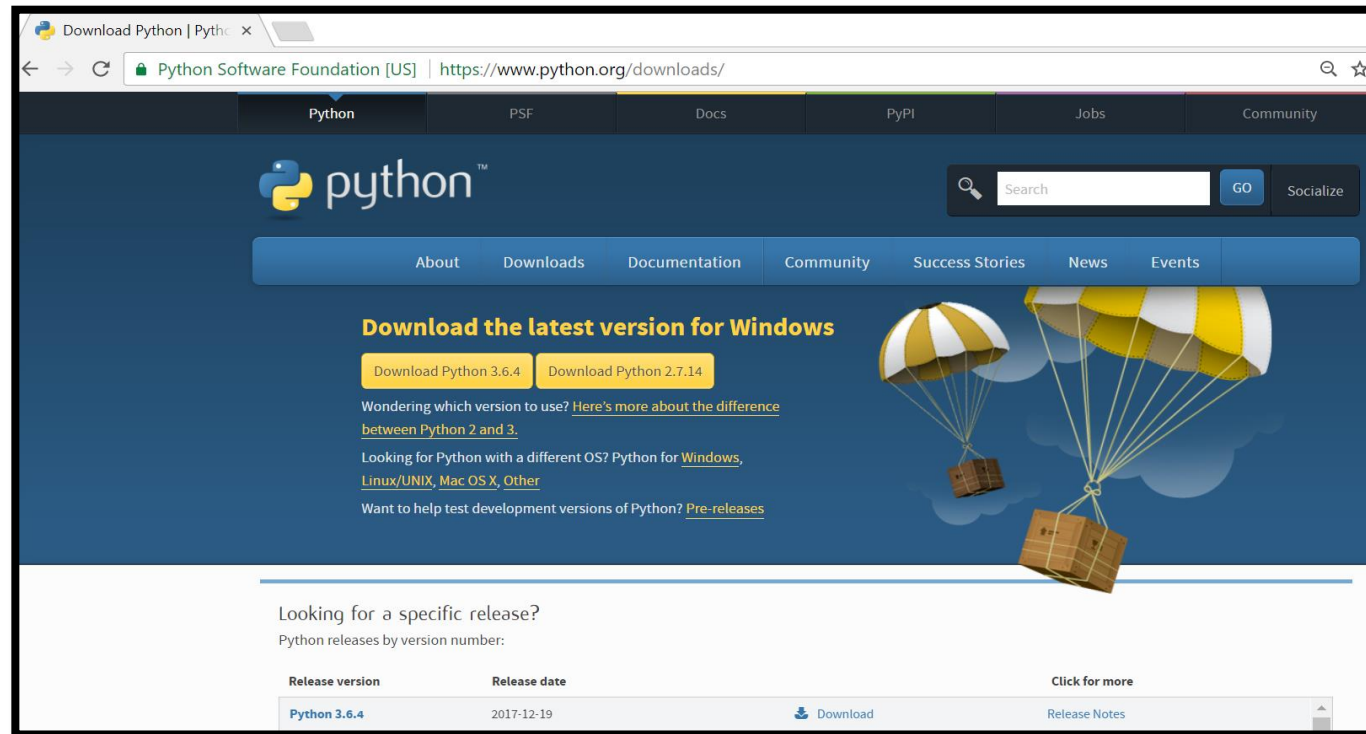 Download Python | Pytho
Python Software Foundation [US] | https://www.python.org/downloads/
Python PSF Docs PyPI Jobs Community
python™
Search GO Socialize
About Downloads Documentation Community Success Stories News Events
Download the latest version for Windows
Download Python 3.6.4 Download Python 2.7.14
Wondering which version to use? Here's more about the difference
between Python 2 and 3.
Looking for Python with a different OS? Python for Windows,
Linux/UNIX, Mac OS X, Other
Want to help test development versions of Python? Pre-releases
Looking for a specific release?
Python releases by version number:
Release version Release date Click for more
Python 3.6.4 2017-12-19 Download Release Notes